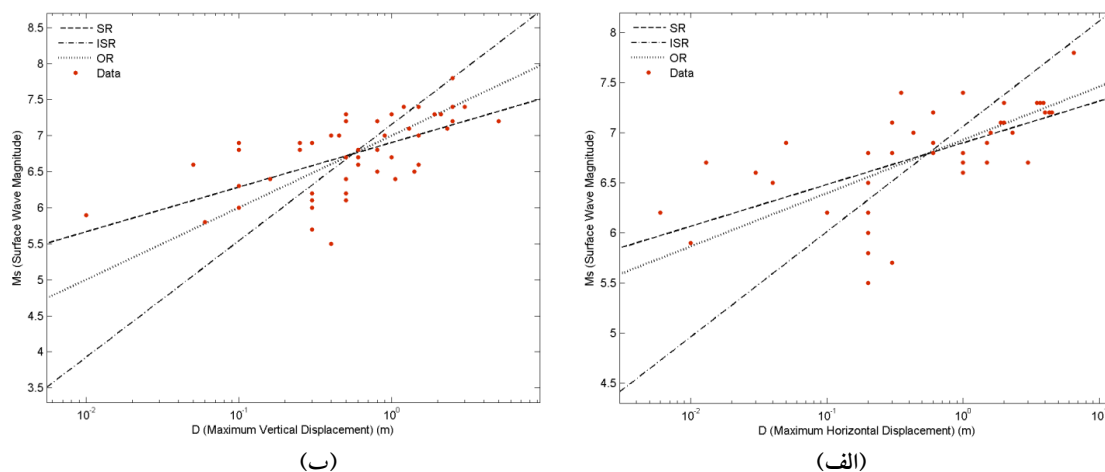 8.5
8
7.5
7
6.5
6
5.5
5
4.5
4
3.5
Ms (Surface Wave Magnitude)
SR
ISR
OR
Data
10^-2
10^-1
10^0
D (Maximum Vertical Displacement) (m)
(ب)
8
7.5
7
6.5
6
5.5
5
4.5
Ms (Surface Wave Magnitude)
SR
ISR
OR
Data
10^-2
10^-1
10^0
D (Maximum Horizontal Displacement) (m)
(الف)